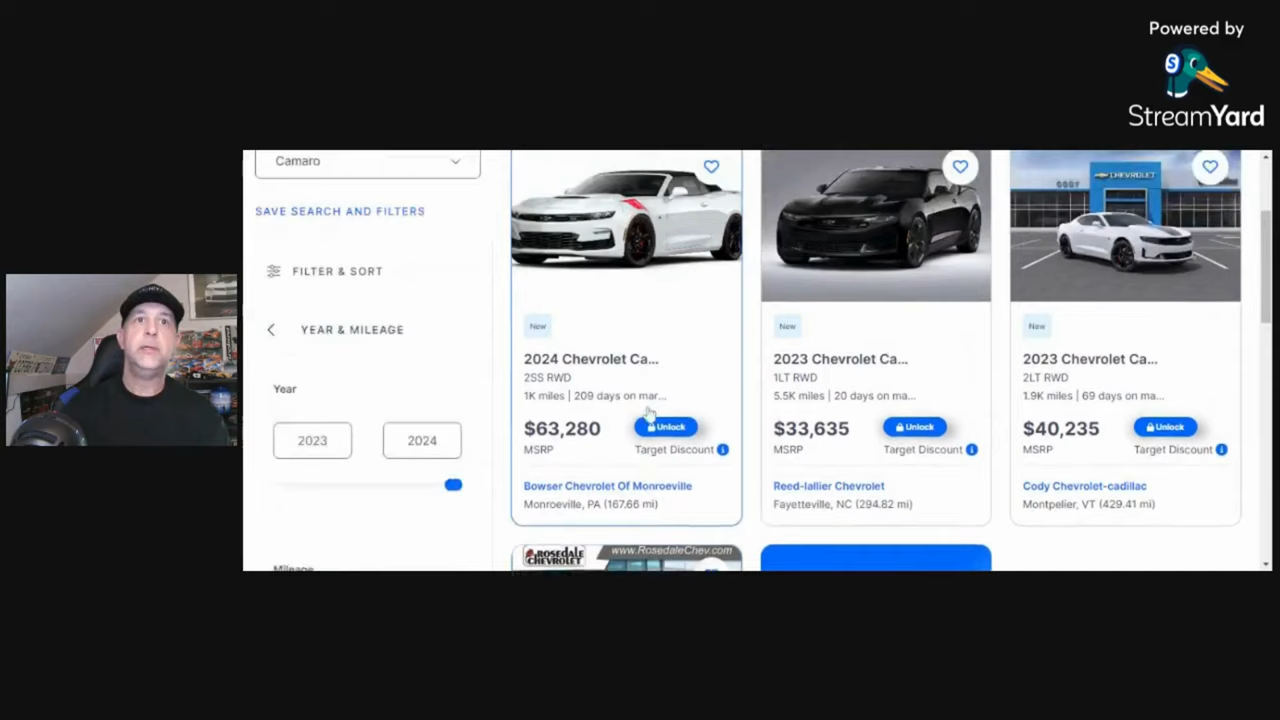 Powered by
StreamYard
Camaro
SAVE SEARCH AND FILTERS
FILTER & SORT
YEAR & MILEAGE
Year
2023
2024
Mileage
New
2024 Chevrolet Ca...
2SS RWD
1K miles | 209 days on mar...
$63,280
Unlock
MSRP
Target Discount
Bowser Chevrolet Of Monroeville
Monroeville, PA (167.66 mi)
New
2023 Chevrolet Ca...
1LT RWD
5.5K miles | 20 days on ma...
$33,635
Unlock
MSRP
Target Discount
Reed-lallier Chevrolet
Fayetteville, NC (294.82 mi)
CHEVROLET
New
2023 Chevrolet Ca...
2LT RWD
1.9K miles | 69 days on ma...
$40,235
Unlock
MSRP
Target Discount
Cody Chevrolet-cadillac
Montpelier, VT (429.41 mi)
ROSEDALE
CHEVROLET
www.RosedaleChev.com